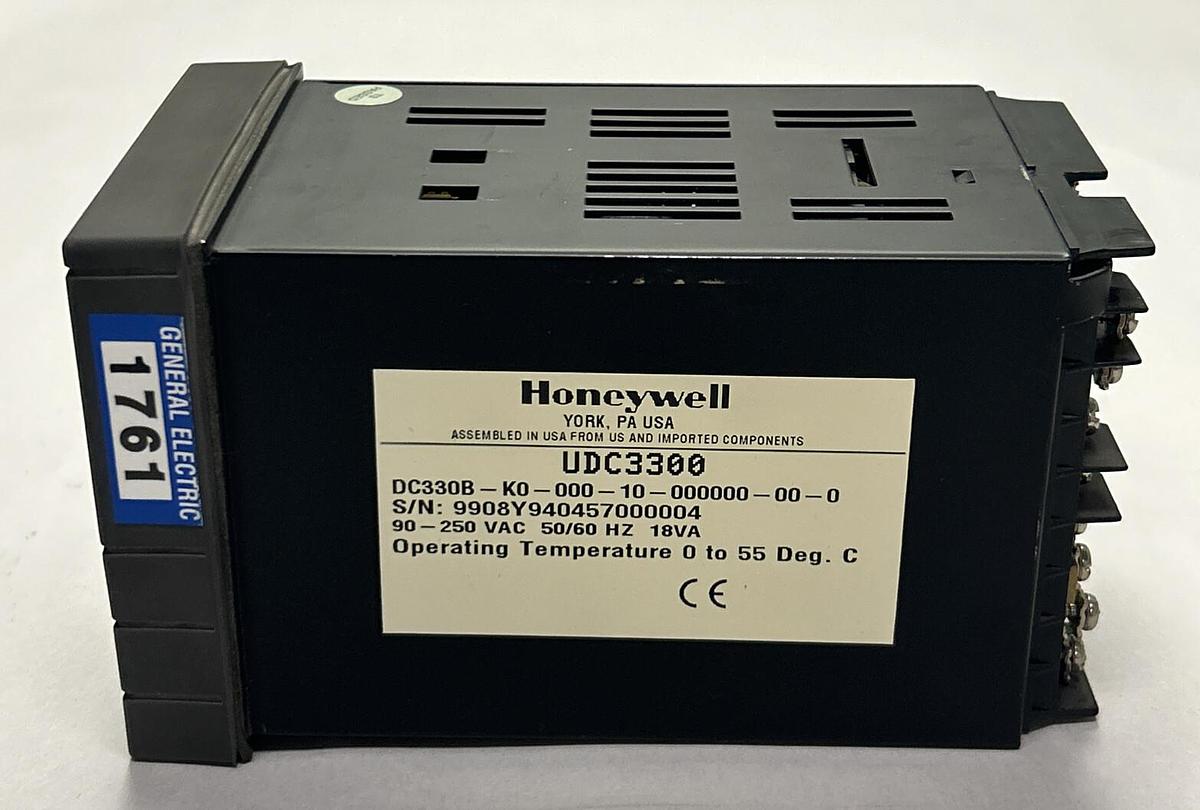 GENERAL ELECTRIC
1761
Honeywell
YORK, PA USA
ASSEMBLED IN USA FROM US AND IMPORTED COMPONENTS
UDC3300
DC330B-K0-000-10-000000-00-0
S/N: 9908Y940457000004
90-250 VAC 50/60 HZ 18VA
Operating Temperature 0 to 55 Deg. C
CE